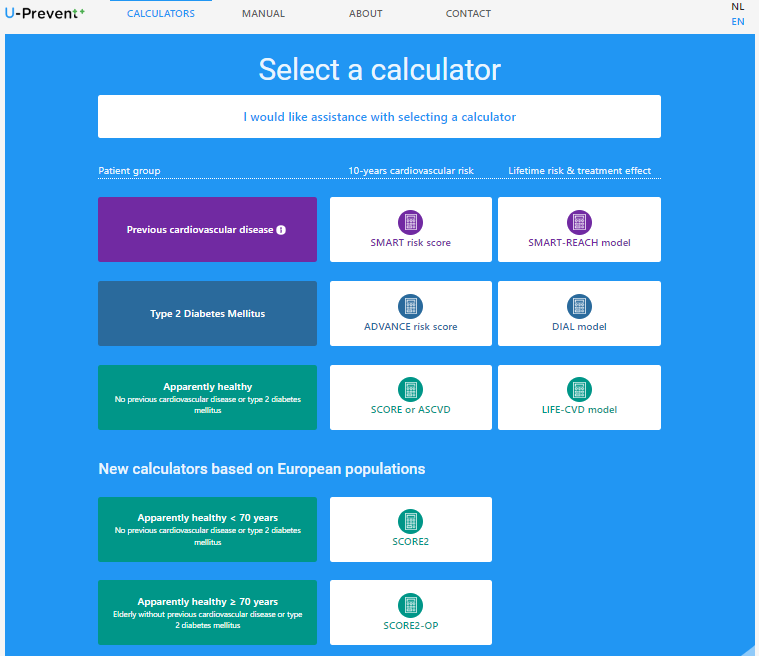 U-Prevent++
CALCULATORS
MANUAL
ABOUT
CONTACT
NL
EN
Select a calculator
I would like assistance with selecting a calculator
Patient group
10-years cardiovascular risk
Lifetime risk & treatment effect
Previous cardiovascular disease i
SMART risk score
SMART-REACH model
Type 2 Diabetes Mellitus
ADVANCE risk score
DIAL model
Apparently healthy
No previous cardiovascular disease or type 2 diabetes
mellitus
SCORE or ASCVD
LIFE-CVD model
New calculators based on European populations
Apparently healthy < 70 years
No previous cardiovascular disease or type 2 diabetes
mellitus
SCORE2
Apparently healthy ≥ 70 years
Elderly without previous cardiovascular disease or type
2 diabetes mellitus
SCORE2-OP